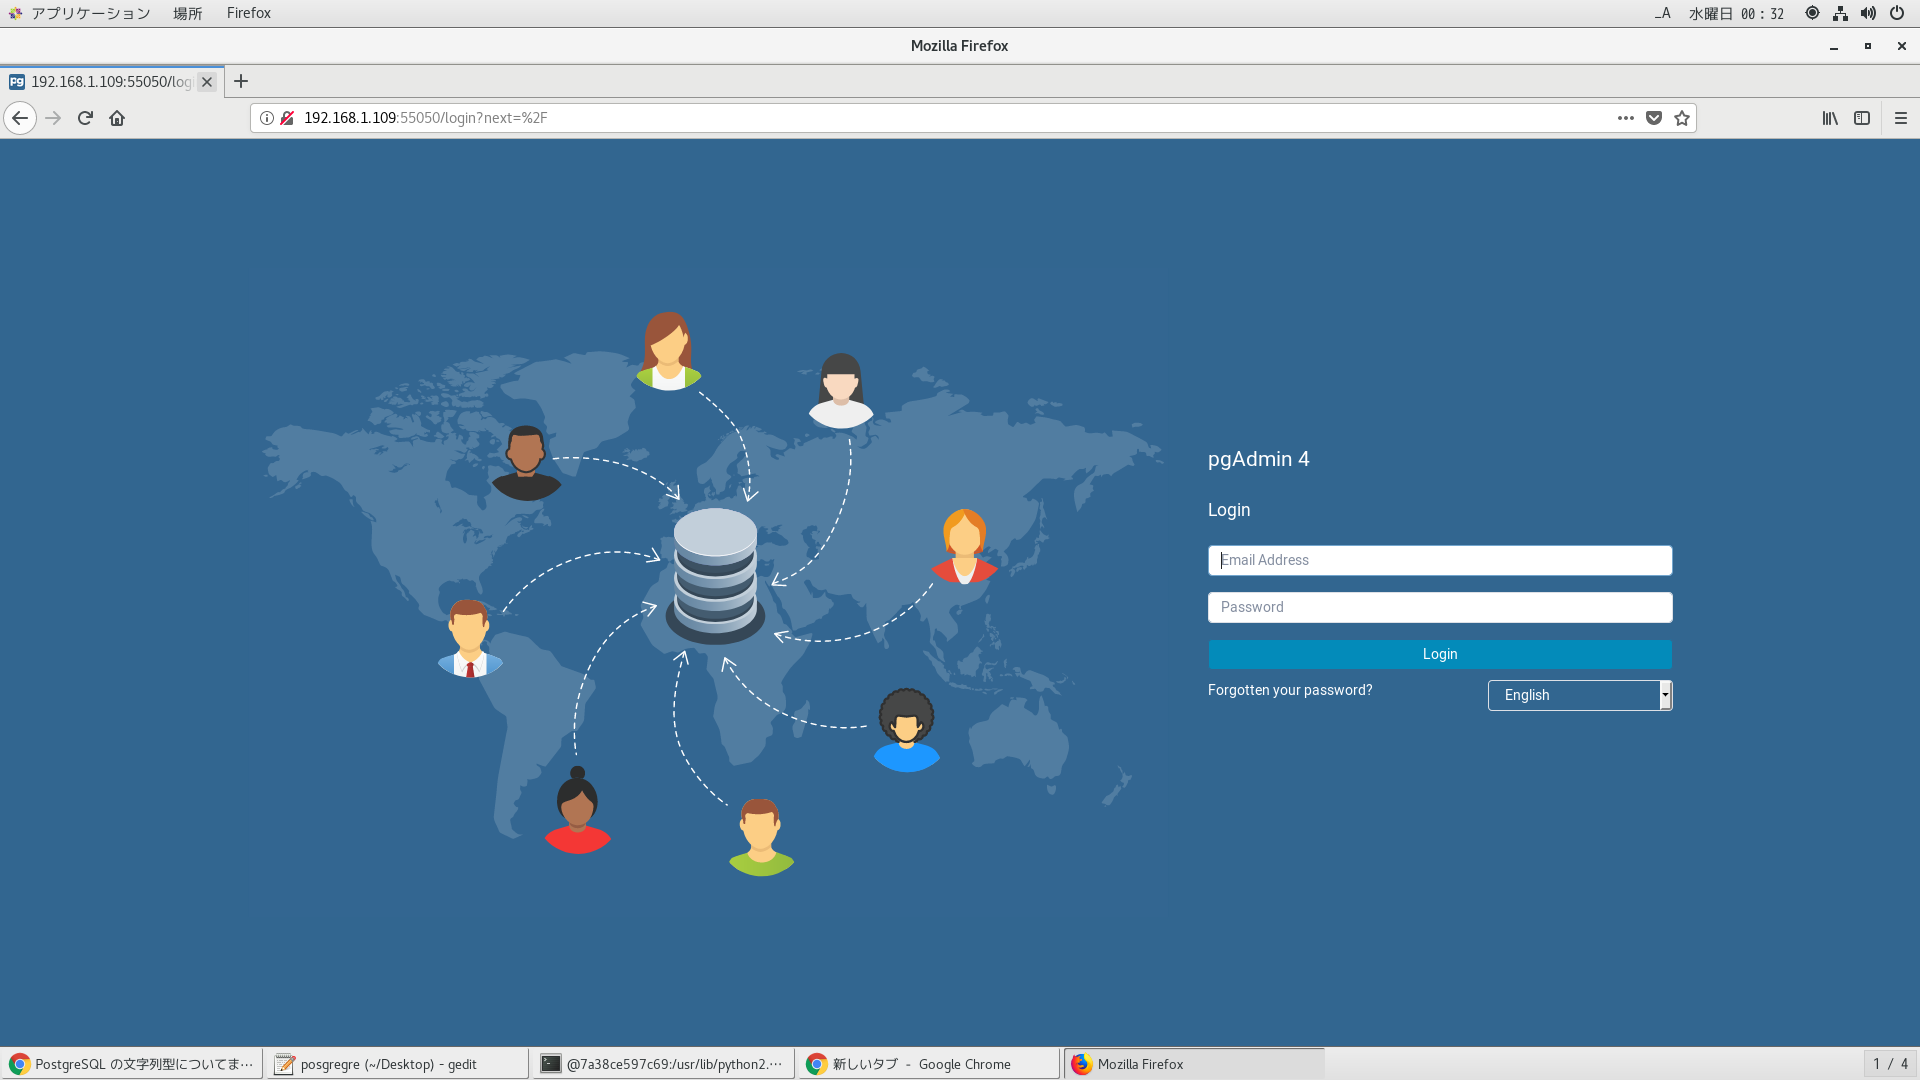 アプリケーション 場所 Firefox
_A 水曜日 00：32
Mozilla Firefox
pg 192.168.1.109:55050/log
192.168.1.109:55050/login?next=%2F
pgAdmin 4
Login
Email Address
Password
Login
Forgotten your password?
English
PostgreSQL の文字列型についてま… posgregre (~/Desktop) - gedit @7a38ce597c69:/usr/lib/python2.… 新しいタブ - Google Chrome Mozilla Firefox 1 / 4